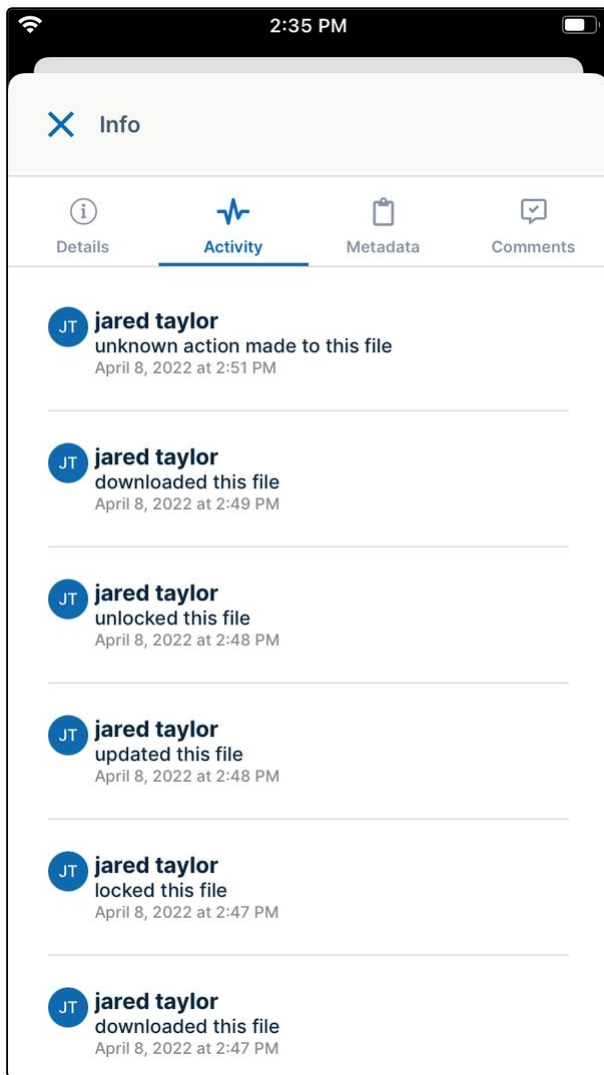 2:35 PM
Info
Details
Activity
Metadata
Comments
JT
jared taylor
unknown action made to this file
April 8, 2022 at 2:51 PM
JT
jared taylor
downloaded this file
April 8, 2022 at 2:49 PM
JT
jared taylor
unlocked this file
April 8, 2022 at 2:48 PM
JT
jared taylor
updated this file
April 8, 2022 at 2:48 PM
JT
jared taylor
locked this file
April 8, 2022 at 2:47 PM
JT
jared taylor
downloaded this file
April 8, 2022 at 2:47 PM